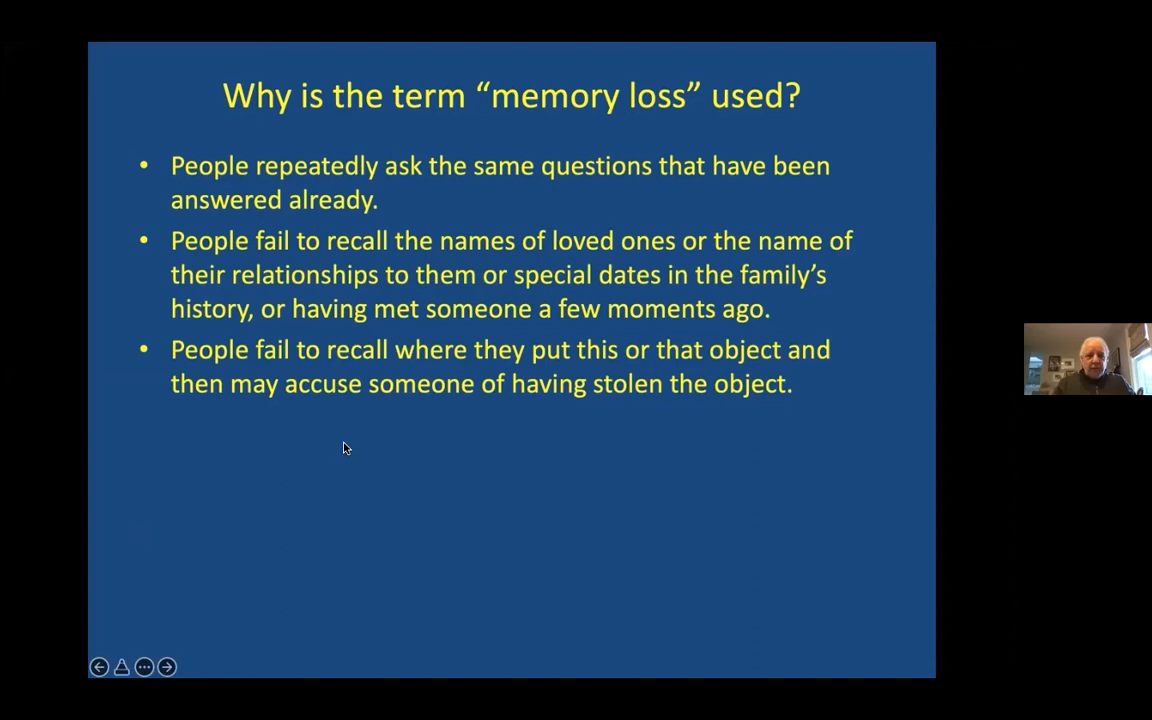 Why is the term “memory loss” used?
• People repeatedly ask the same questions that have been
answered already.
• People fail to recall the names of loved ones or the name of
their relationships to them or special dates in the family’s
history, or having met someone a few moments ago.
• People fail to recall where they put this or that object and
then may accuse someone of having stolen the object.